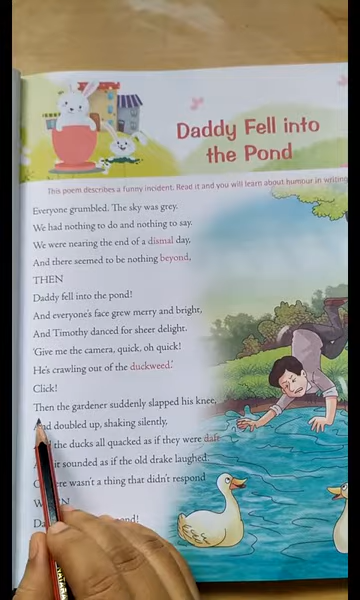 Daddy Fell into
the Pond
This poem describes a funny incident. Read it and you will learn about humour in writing
Everyone grumbled. The sky was grey.
We had nothing to do and nothing to say.
We were nearing the end of a dismal day,
And there seemed to be nothing beyond,
THEN
Daddy fell into the pond!
And everyone's face grew merry and bright,
And Timothy danced for sheer delight.
'Give me the camera, quick, oh quick!
He's crawling out of the duckweed.'
Click!
Then the gardener suddenly slapped his knee,
doubled up, shaking silently,
the ducks all quacked as if they were daft
it sounded as if the old drake laughed.
there wasn't a thing that didn't respond